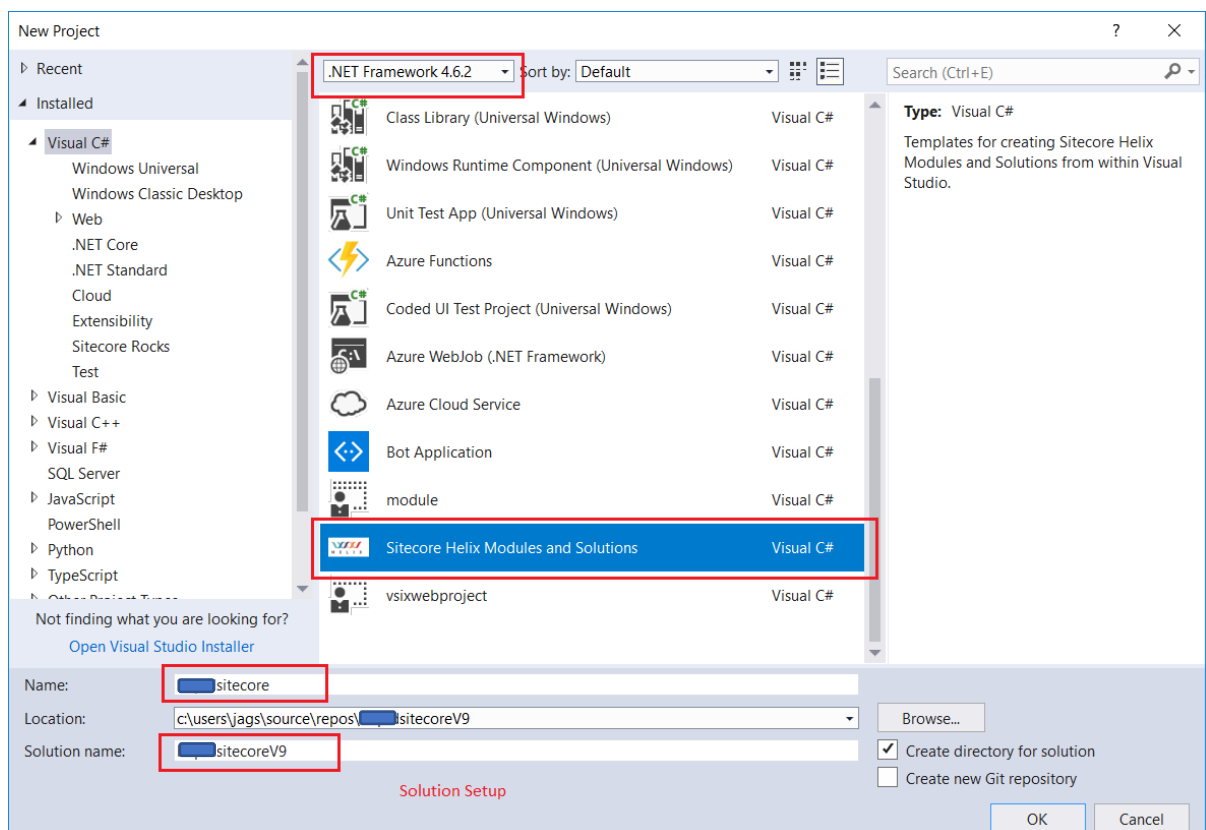 New Project
?
Recent
Installed
Visual C#
Windows Universal
Windows Classic Desktop
Web
.NET Core
.NET Standard
Cloud
Extensibility
Sitecore Rocks
Test
Visual Basic
Visual C++
Visual F#
SQL Server
JavaScript
PowerShell
Python
TypeScript
Other Project Types
Not finding what you are looking for?
Open Visual Studio Installer
.NET Framework 4.6.2
Sort by: Default
Class Library (Universal Windows) Visual C#
Windows Runtime Component (Universal Windows) Visual C#
Unit Test App (Universal Windows) Visual C#
Azure Functions Visual C#
Coded UI Test Project (Universal Windows) Visual C#
Azure WebJob (.NET Framework) Visual C#
Azure Cloud Service Visual C#
Bot Application Visual C#
module Visual C#
HELIX Sitecore Helix Modules and Solutions Visual C#
vsixwebproject Visual C#
Search (Ctrl+E)
Type: Visual C#
Templates for creating Sitecore Helix
Modules and Solutions from within Visual
Studio.
Name: sitecore
Location: c:\users\jags\source\repos\ sitecoreV9
Browse...
Solution name: sitecoreV9
Create directory for solution
Create new Git repository
Solution Setup
OK Cancel